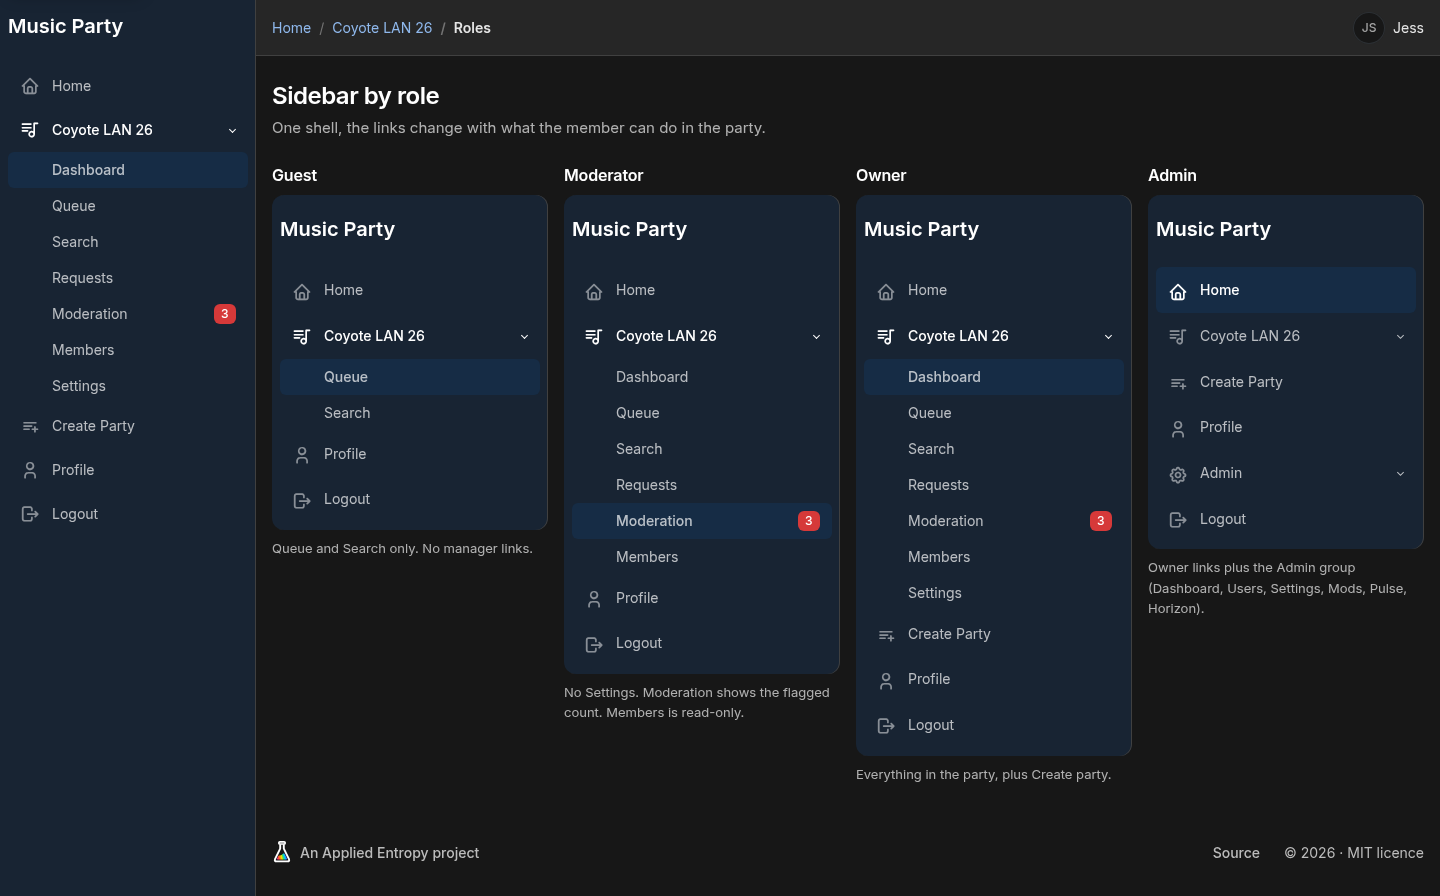 Music Party
Home
Coyote LAN 26
Dashboard
Queue
Search
Requests
Moderation 3
Members
Settings
Create Party
Profile
Logout
Home / Coyote LAN 26 / Roles
JS Jess
Sidebar by role
One shell, the links change with what the member can do in the party.
Guest
Music Party
Home
Coyote LAN 26
Queue
Search
Profile
Logout
Queue and Search only. No manager links.
Moderator
Music Party
Home
Coyote LAN 26
Dashboard
Queue
Search
Requests
Moderation 3
Members
Profile
Logout
No Settings. Moderation shows the flagged
count. Members is read-only.
Owner
Music Party
Home
Coyote LAN 26
Dashboard
Queue
Search
Requests
Moderation 3
Members
Settings
Create Party
Profile
Logout
Everything in the party, plus Create party.
Admin
Music Party
Home
Coyote LAN 26
Create Party
Profile
Admin
Logout
Owner links plus the Admin group
(Dashboard, Users, Settings, Mods, Pulse,
Horizon).
An Applied Entropy project
Source
© 2026 · MIT licence